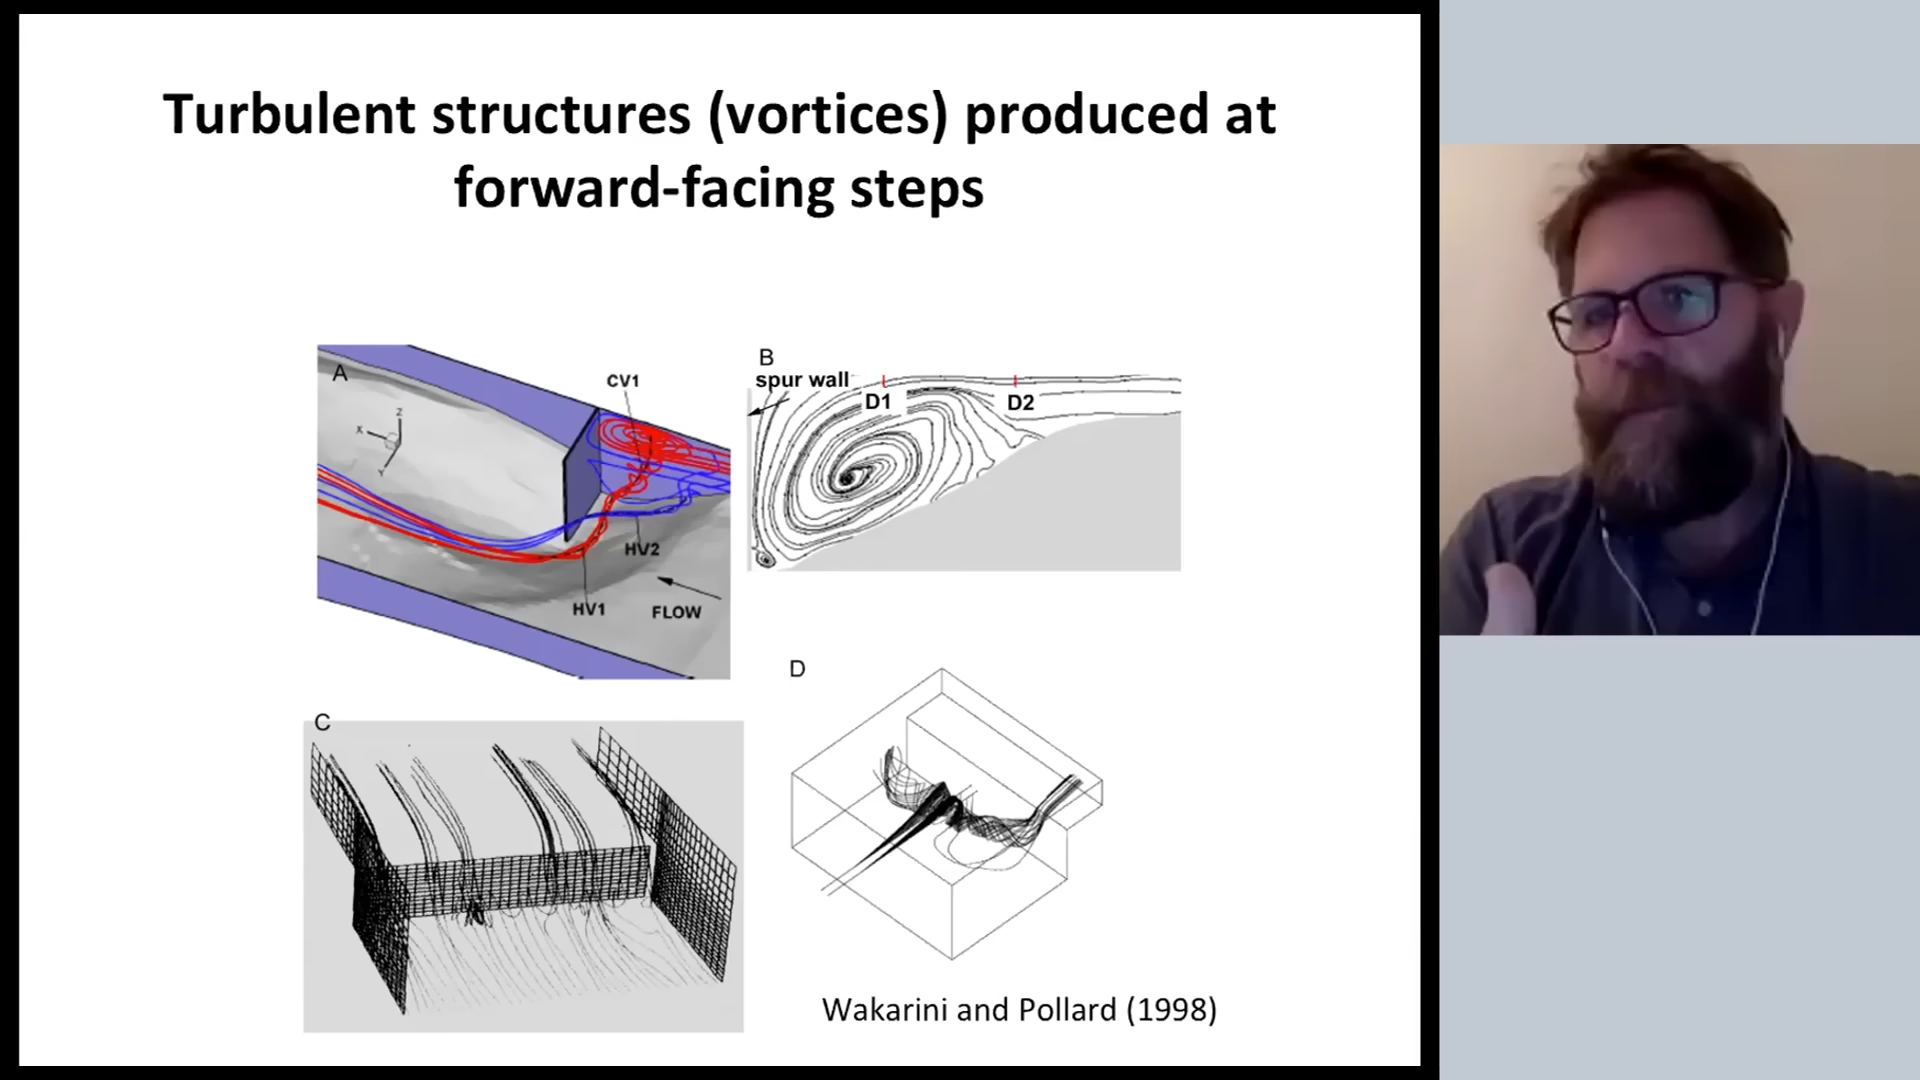 Turbulent structures (vortices) produced at
forward-facing steps
A
CV1
Z
X
Y
HV2
HV1
FLOW
B
spur wall
D1
D2
C
D
Wakarini and Pollard (1998)